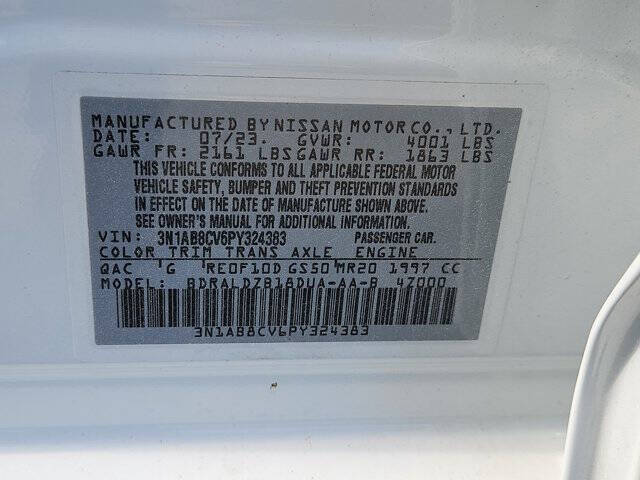 MANUFACTURED BY NISSAN MOTOR CO., LTD.
DATE: 07/23. GVWR: 4001 LBS
GAWR FR: 2161 LBS GAWR RR: 1863 LBS
THIS VEHICLE CONFORMS TO ALL APPLICABLE FEDERAL MOTOR
VEHICLE SAFETY, BUMPER AND THEFT PREVENTION STANDARDS
IN EFFECT ON THE DATE OF MANUFACTURE SHOWN ABOVE.
SEE OWNER'S MANUAL FOR ADDITIONAL INFORMATION.
VIN: 3N1AB8CV6PY324383 PASSENGER CAR.
COLOR TRIM TRANS AXLE ENGINE
QAC G RE0F10D GS50 MR20 1997 CC
MODEL: BDRALDZB18DUA-AA-B 4Z000
3N1AB8CV6PY324383